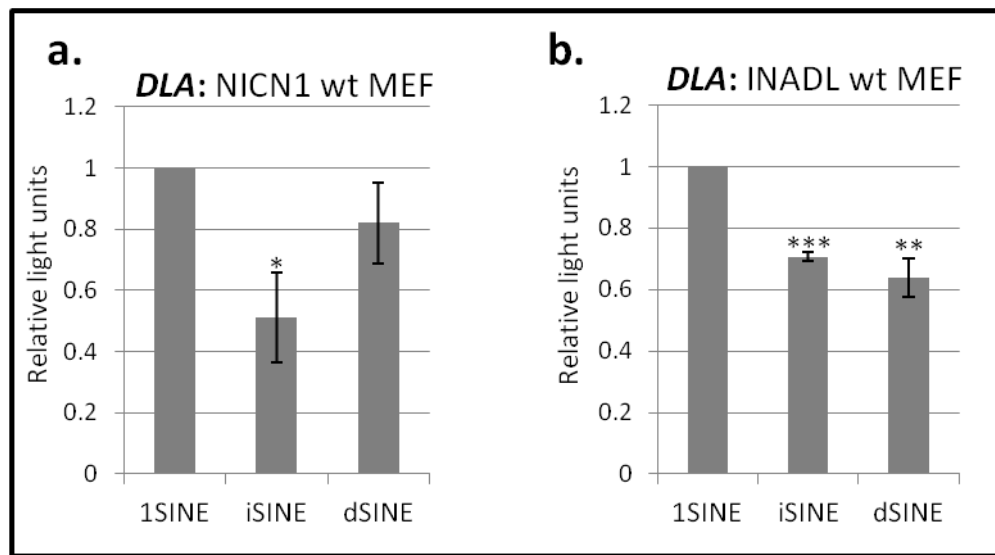 a.
DLA: NICN1 wt MEF
Relative light units
1.2
1
0.8
0.6
0.4
0.2
0
*
1SINE iSINE dSINE
b.
DLA: INADL wt MEF
Relative light units
1.2
1
0.8
0.6
0.4
0.2
0
*** **
1SINE iSINE dSINE